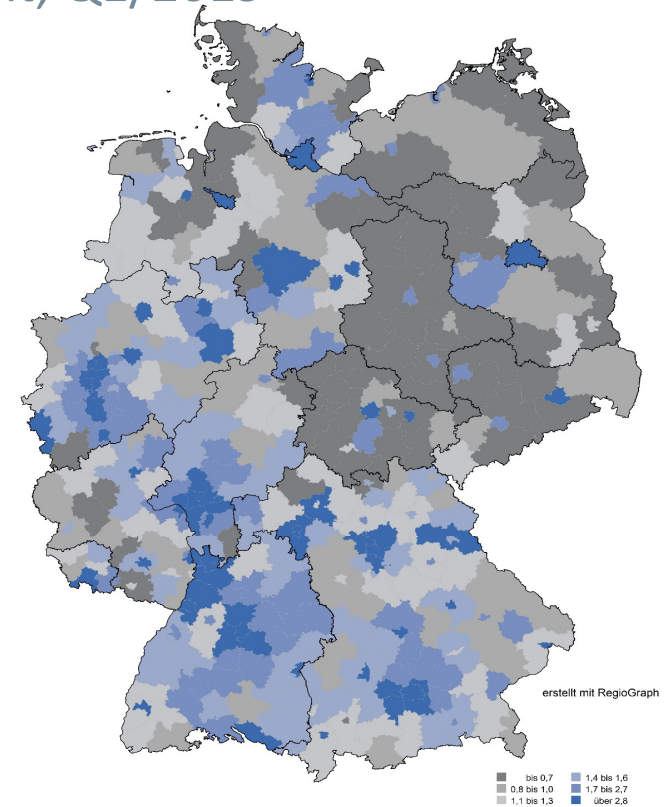 erstellt mit RegioGraph
bis 0,7
0,8 bis 1,0
1,1 bis 1,3
1,4 bis 1,6
1,7 bis 2,7
über 2,8